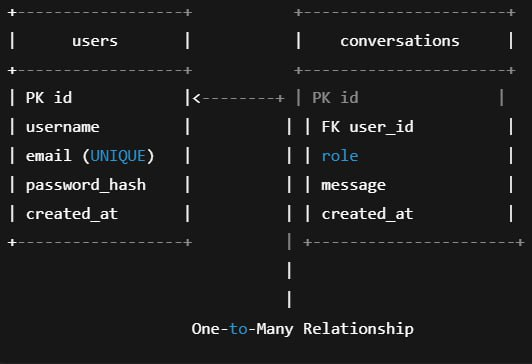 +------------------+             +----------------------+
|      users       |             |    conversations     |
+------------------+             +----------------------+
| PK id            |<--------+ | PK id               |
| username         |           | | FK user_id         |
| email (UNIQUE)   |           | | role               |
| password_hash    |           | | message            |
| created_at       |           | | created_at         |
+------------------+           | +----------------------+
                               |
                               |
                    One-to-Many Relationship